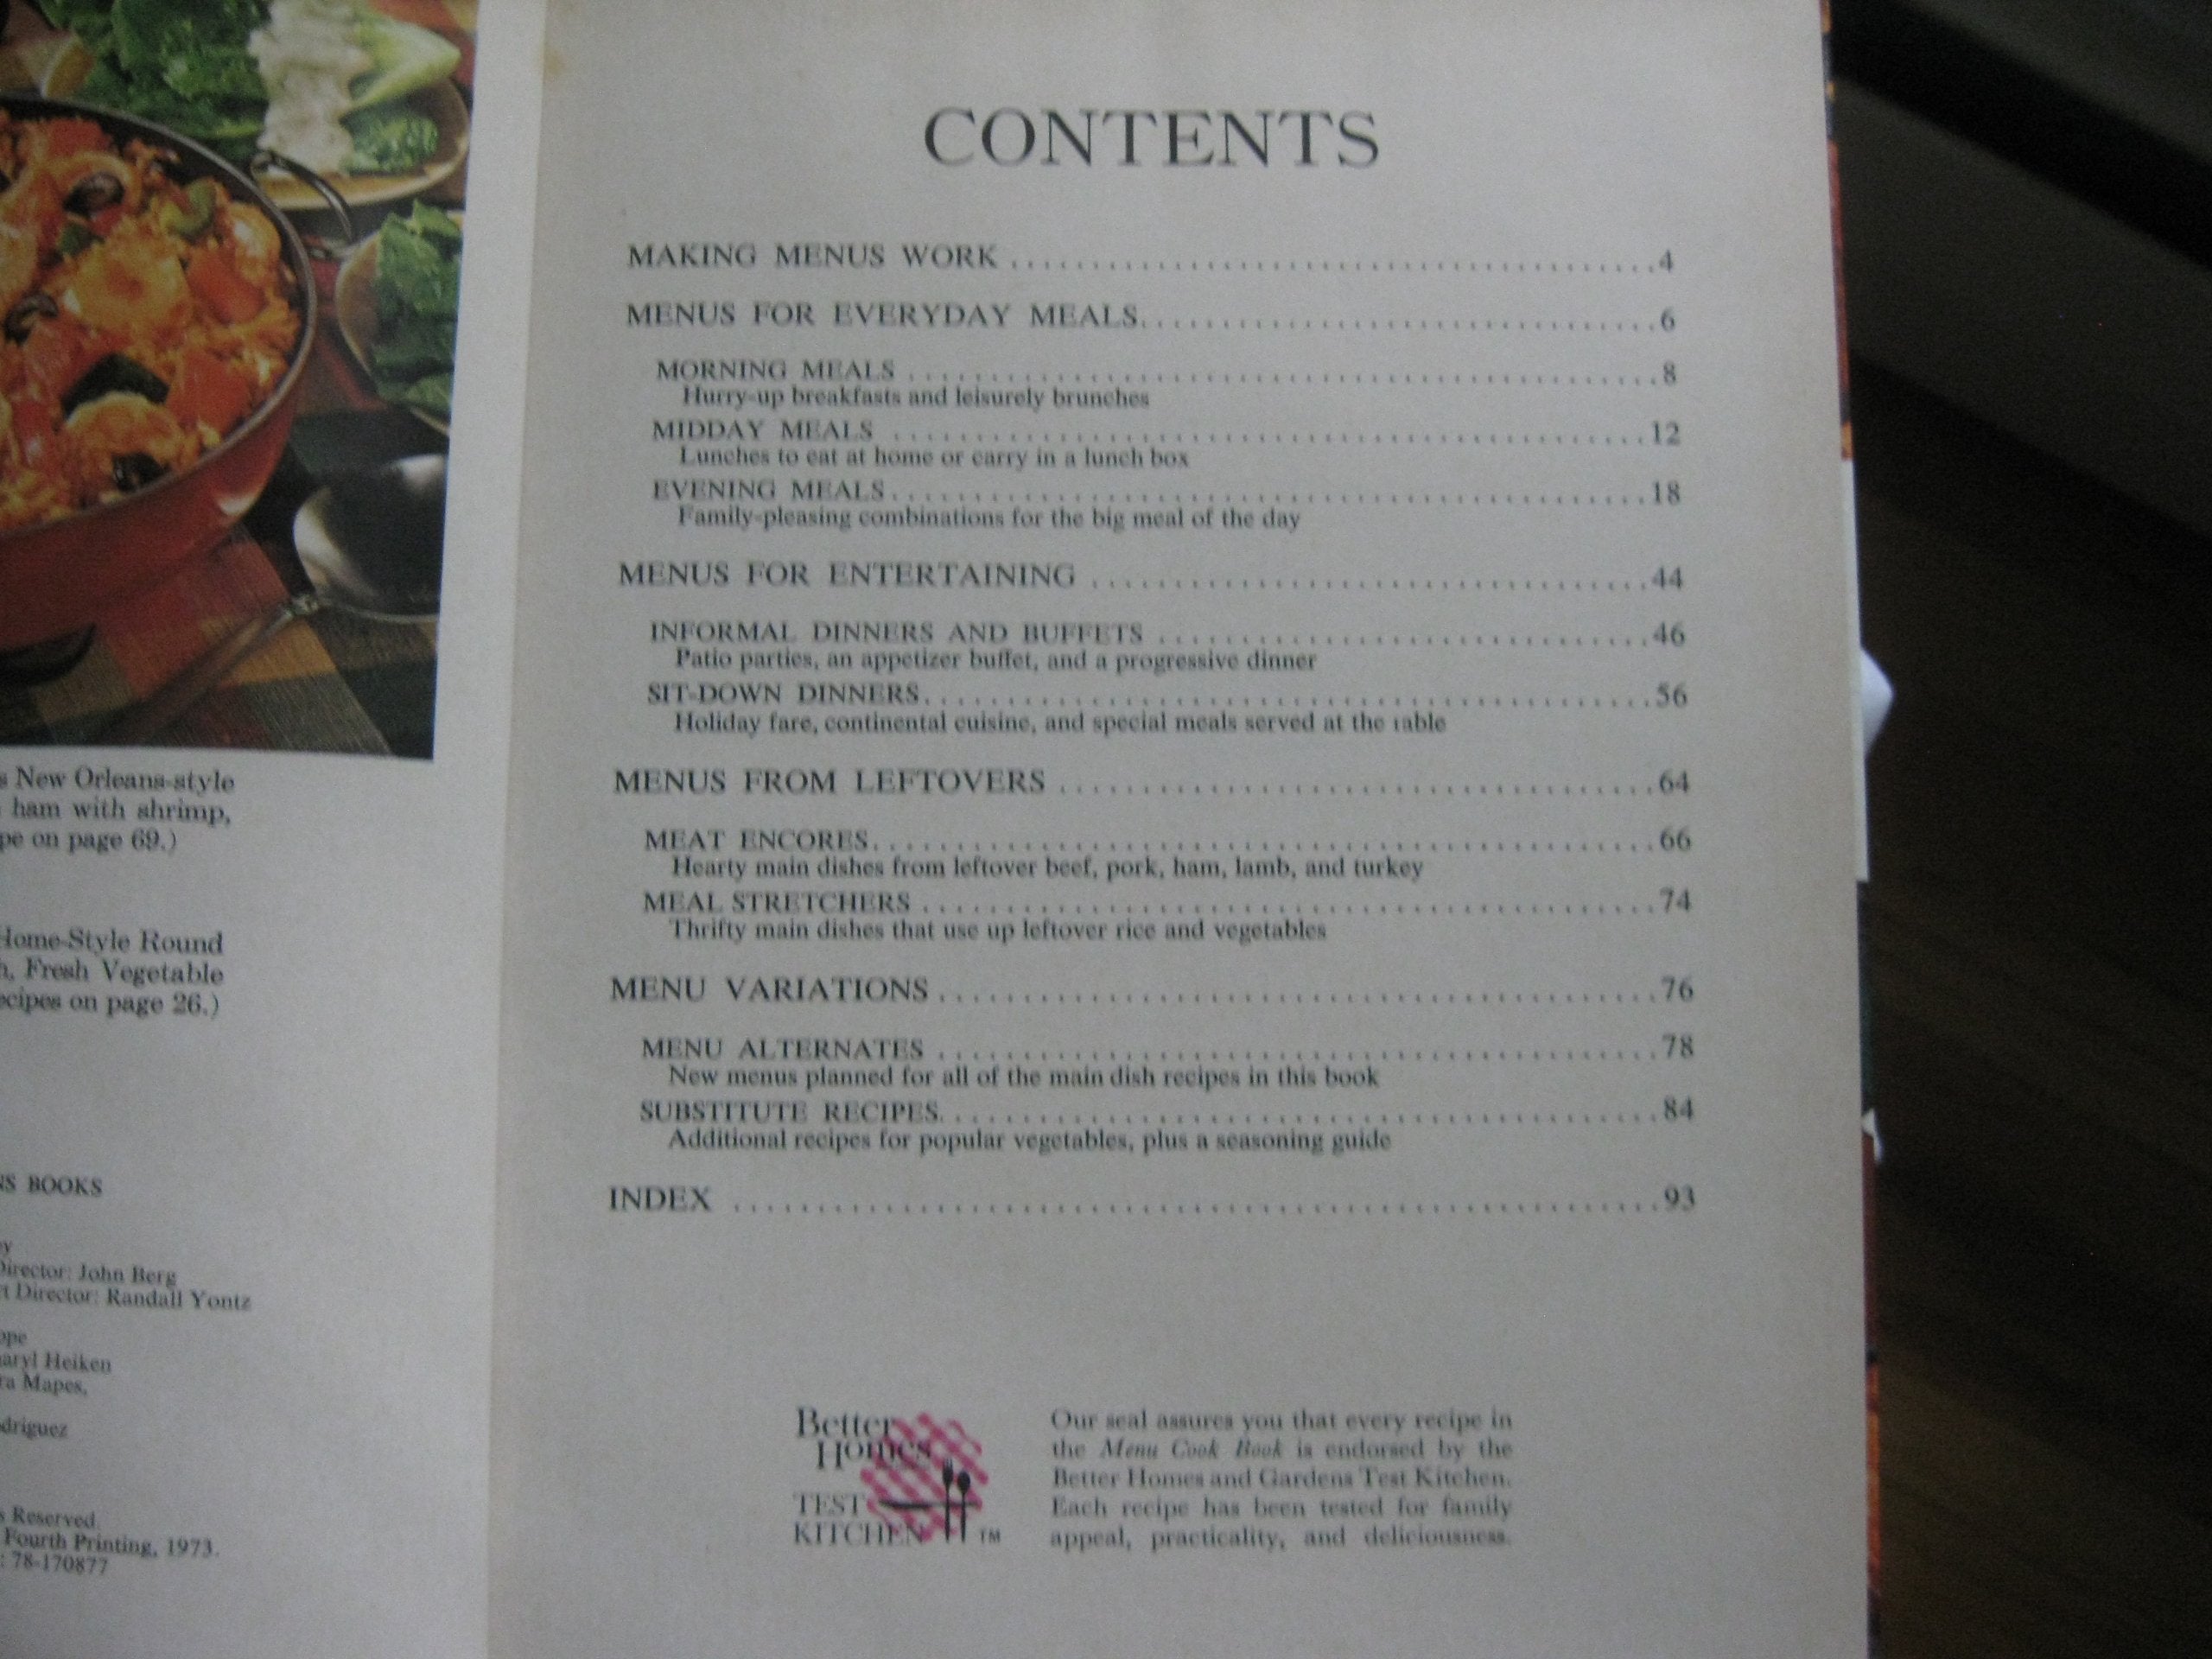 s New Orleans-style
ham with shrimp,
pe on page 69.)
Home-Style Round
h, Fresh Vegetable
ecipes on page 26.)
NS BOOKS
ey
Director: John Berg
rt Director: Randall Yontz
ope
haryl Heiken
ra Mapes,
odriguez
s Reserved.
Fourth Printing, 1973.
: 78-170877
CONTENTS
MAKING MENUS WORK ........................................ 4
MENUS FOR EVERYDAY MEALS................................ 6
MORNING MEALS ............................................. 8
Hurry-up breakfasts and leisurely brunches
MIDDAY MEALS .............................................. 12
Lunches to eat at home or carry in a lunch box
EVENING MEALS.............................................. 18
Family-pleasing combinations for the big meal of the day
MENUS FOR ENTERTAINING .................................. 44
INFORMAL DINNERS AND BUFFETS .............................. 46
Patio parties, an appetizer buffet, and a progressive dinner
SIT-DOWN DINNERS........................................... 56
Holiday fare, continental cuisine, and special meals served at the table
MENUS FROM LEFTOVERS .................................... 64
MEAT ENCORES............................................... 66
Hearty main dishes from leftover beef, pork, ham, lamb, and turkey
MEAL STRETCHERS ............................................ 74
Thrifty main dishes that use up leftover rice and vegetables
MENU VARIATIONS............................................ 76
MENU ALTERNATES ............................................ 78
New menus planned for all of the main dish recipes in this book
SUBSTITUTE RECIPES........................................... 84
Additional recipes for popular vegetables, plus a seasoning guide
INDEX ........................................................ 93
Better
Homes
TEST
KITCHEN TM
Our seal assures you that every recipe in
the Menu Cook Book is endorsed by the
Better Homes and Gardens Test Kitchen.
Each recipe has been tested for family
appeal, practicality, and deliciousness.